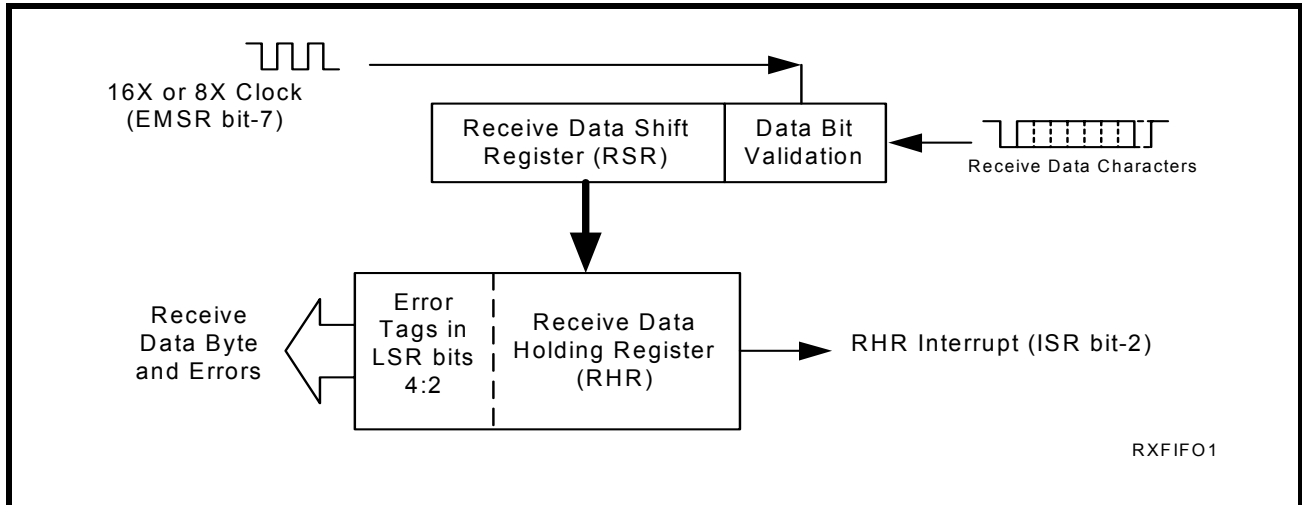 16X or 8X Clock
(EMSR bit-7)
Receive Data Shift
Register (RSR)
Data Bit
Validation
Receive Data Characters
Receive
Data Byte
and Errors
Error
Tags in
LSR bits
4:2
Receive Data
Holding Register
(RHR)
RHR Interrupt (ISR bit-2)
RXFIFO1